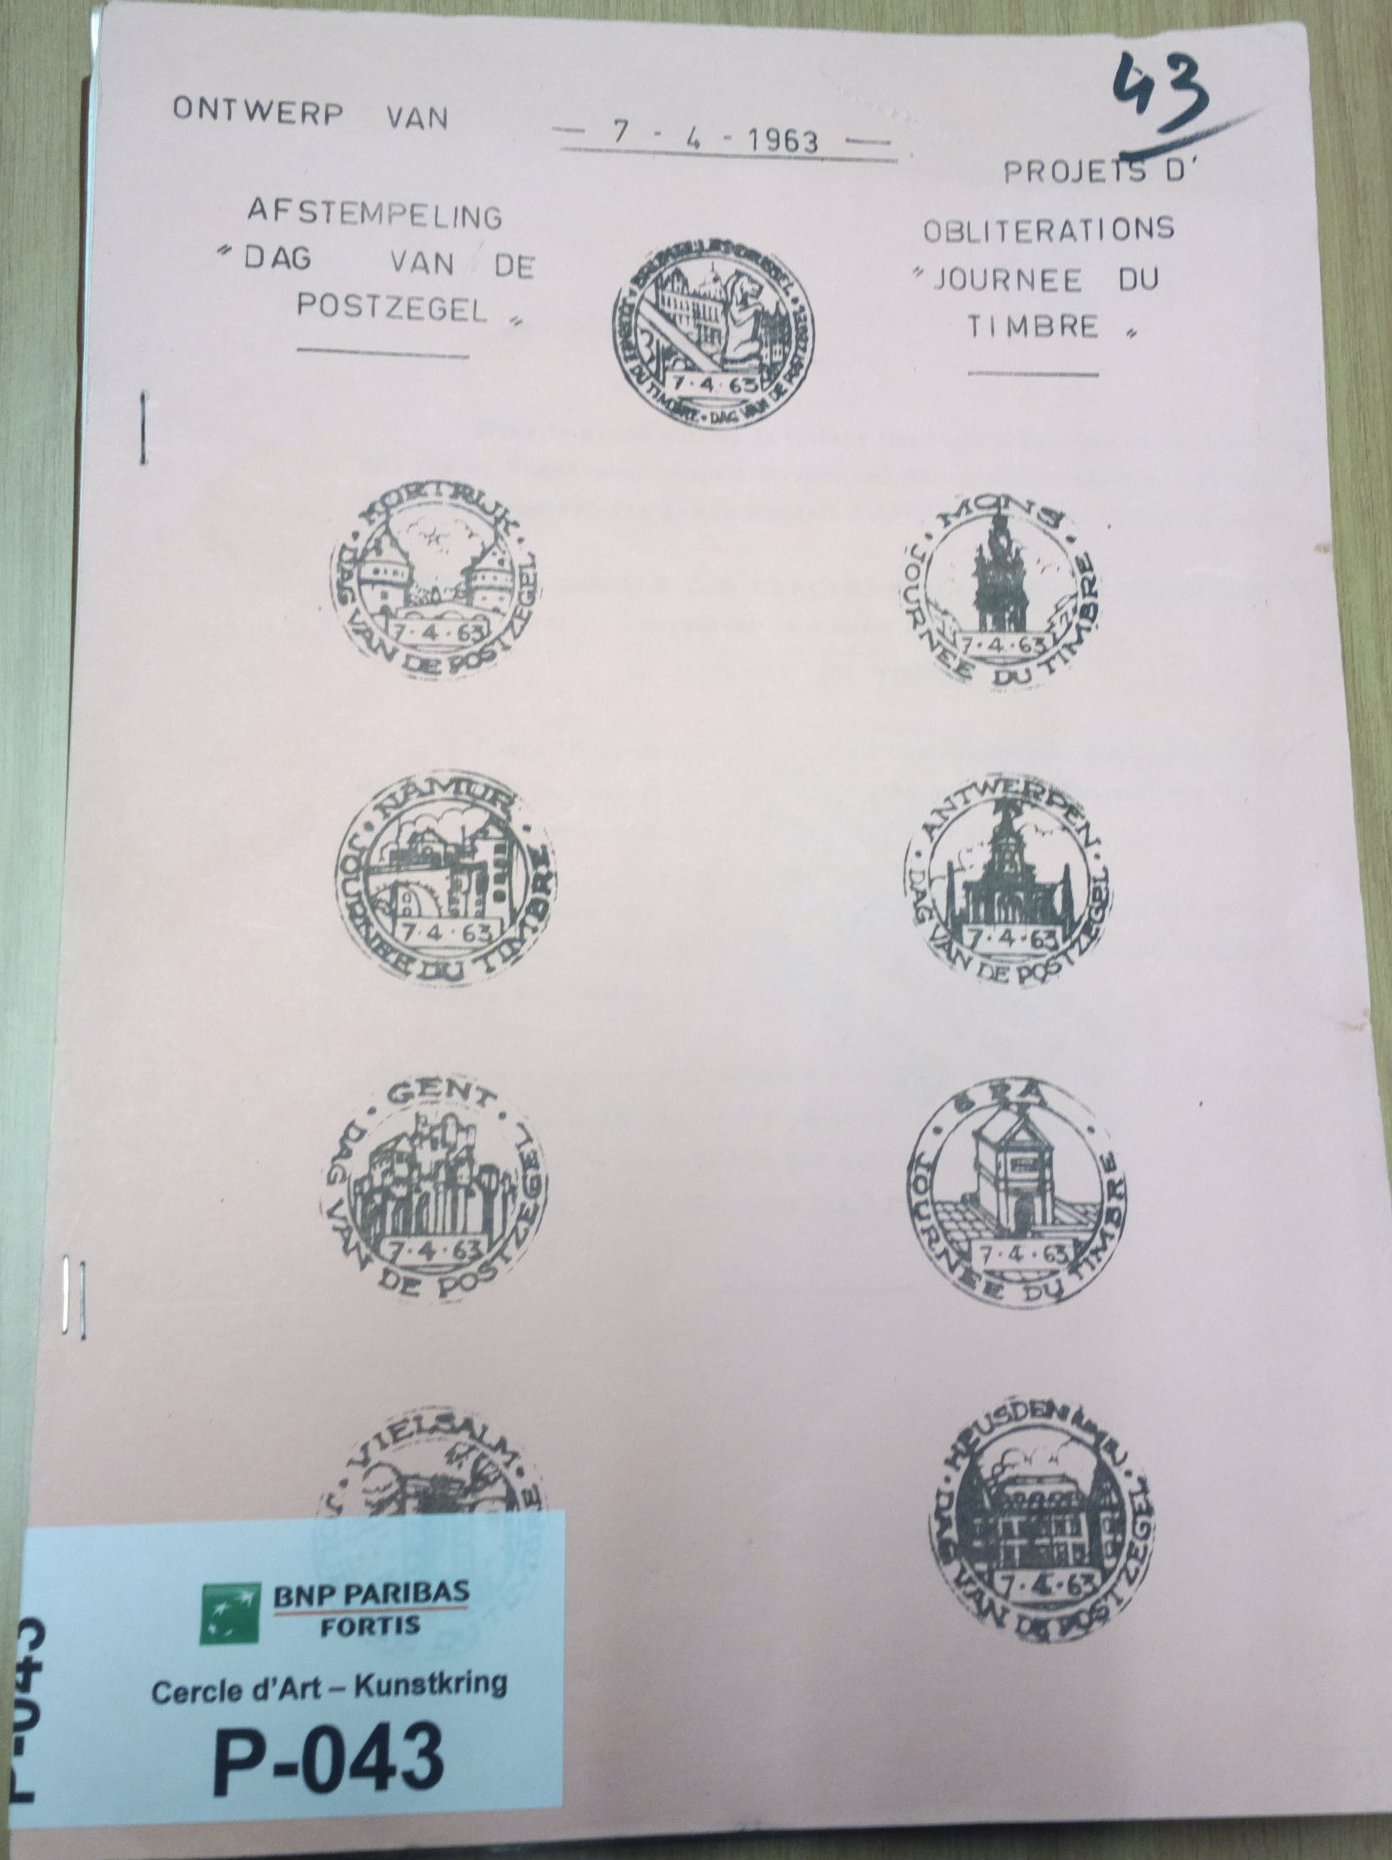 43
ONTWERP VAN
— 7 - 4 - 1963 —
PROJETS D'
AFSTEMPELING
OBLITERATIONS
" DAG VAN DE
" JOURNEE DU
POSTZEGEL "
TIMBRE "
JOURNEE DU TIMBRE · DAG VAN DE POSTZEGEL
7·4·63
KORTRIJK · DAG VAN DE POSTZEGEL
7·4·63
MONS · JOURNEE DU TIMBRE
7·4·63
NAMUR · JOURNEE DU TIMBRE
7·4·63
ANTWERPEN · DAG VAN DE POSTZEGEL
7·4·63
GENT · DAG VAN DE POSTZEGEL
7·4·63
SPA · JOURNEE DU TIMBRE
7·4·63
VIELSALM
HEUSDEN · DAG VAN DE POSTZEGEL
7·4·63
BNP PARIBAS
FORTIS
Cercle d'Art – Kunstkring
P-043
P-043